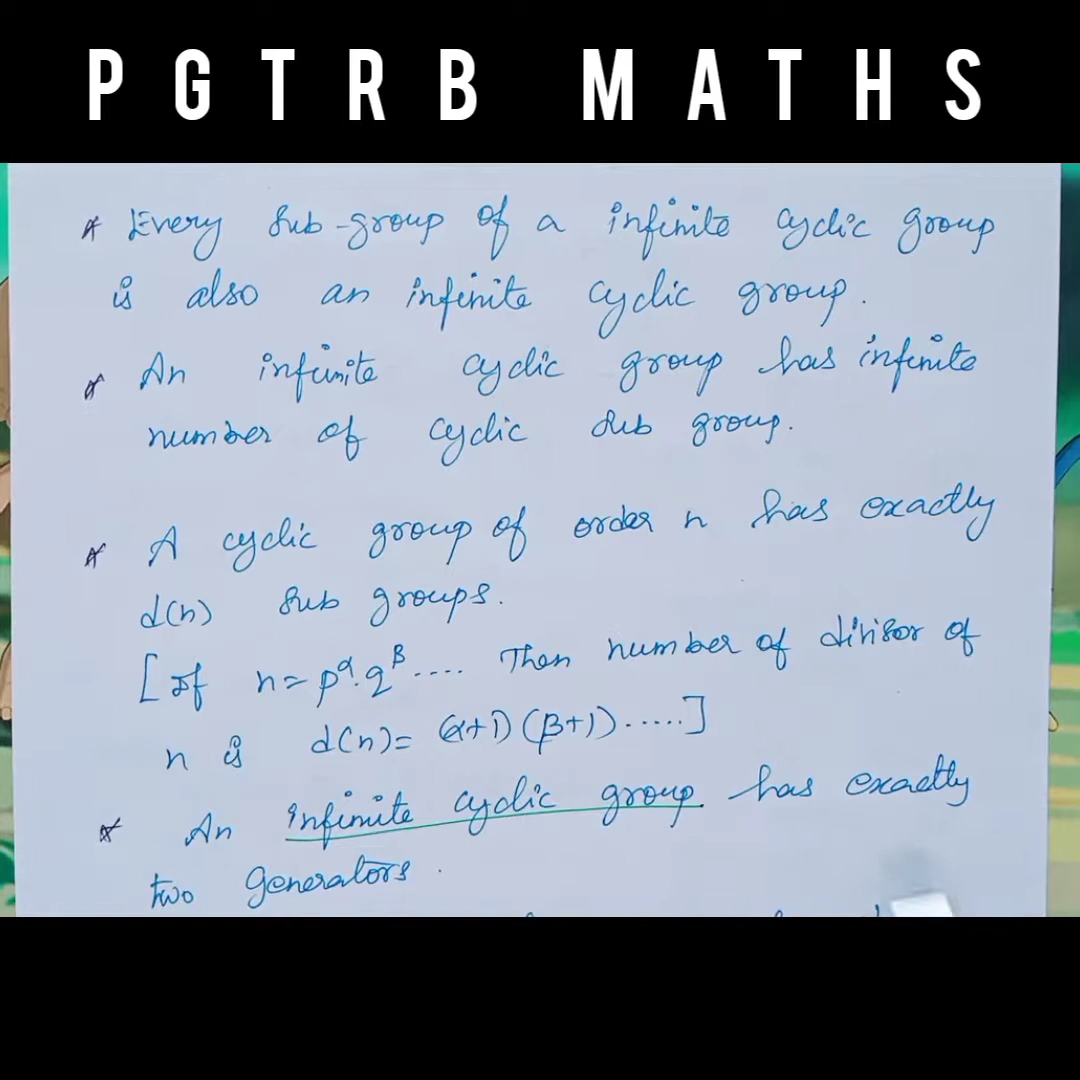 PGTRB MATHS
* Every sub-group of a infinite cyclic group
is also an infinite cyclic group.
* An infinite cyclic group has infinite
number of cyclic sub group.
* A cyclic group of order n has exactly
d(n) sub groups.
[If n = p^α.q^β .... Then number of divisor of
n is d(n) = (α+1) (β+1) .....]
* An infinite cyclic group has exactly
two generators.